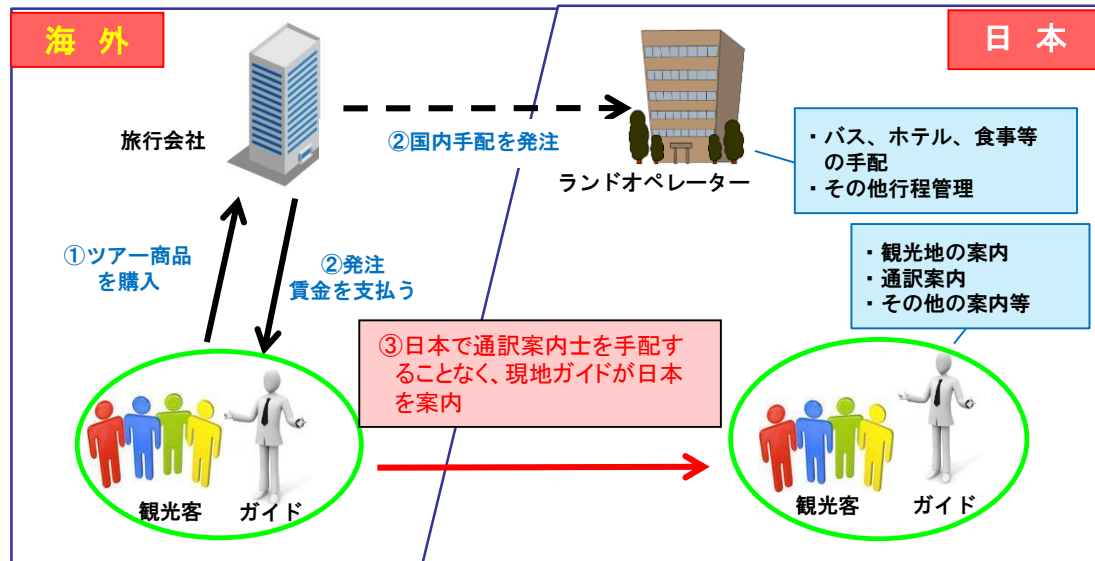 海 外
日 本
旅行会社
②国内手配を発注
ランドオペレーター
・バス、ホテル、食事等
の手配
・その他行程管理
①ツアー商品
を購入
②発注
賃金を支払う
・観光地の案内
・通訳案内
・その他の案内等
③日本で通訳案内士を手配す
ることなく、現地ガイドが日本
を案内
観光客
ガイド
観光客
ガイド